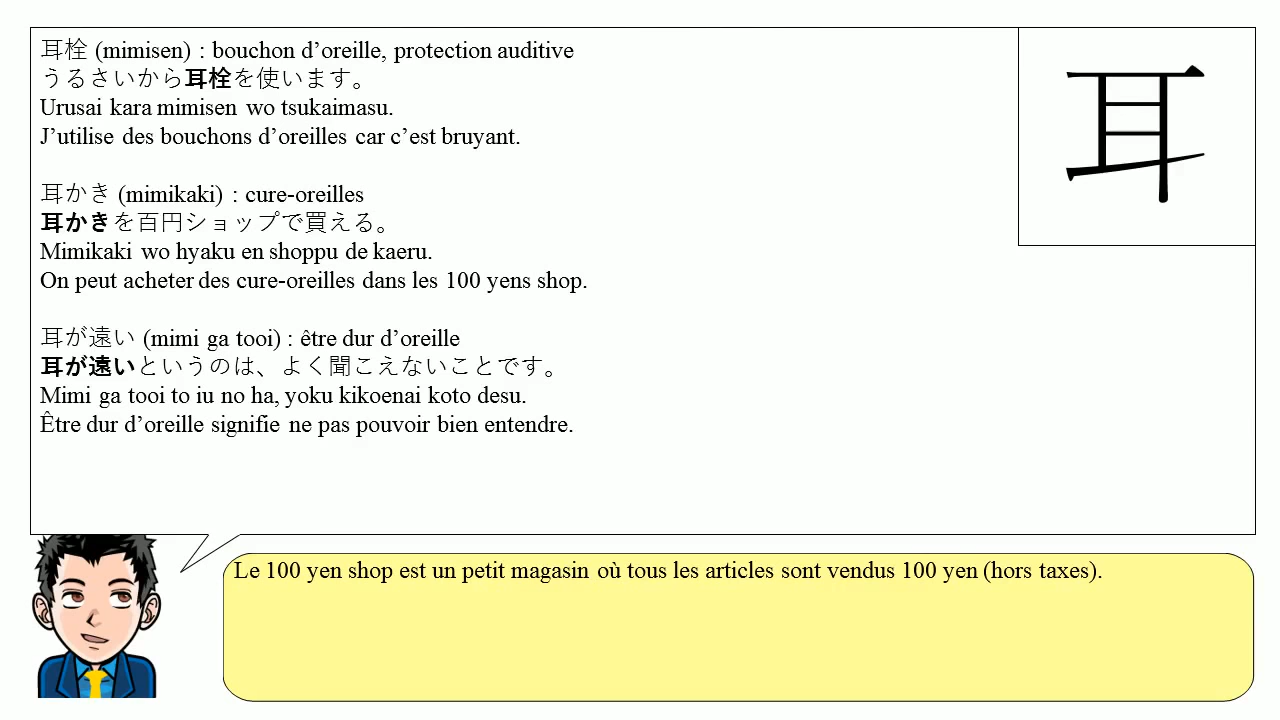 耳栓 (mimisen) : bouchon d’oreille, protection auditive
うるさいから耳栓を使います。
Urusai kara mimisen wo tsukaimasu.
J’utilise des bouchons d’oreilles car c’est bruyant.
耳かき (mimikaki) : cure-oreilles
耳かきを百円ショップで買える。
Mimikaki wo hyaku en shoppu de kaeru.
On peut acheter des cure-oreilles dans les 100 yens shop.
耳が遠い (mimi ga tooi) : être dur d’oreille
耳が遠いというのは、よく聞こえないことです。
Mimi ga tooi to iu no ha, yoku kikoenai koto desu.
Être dur d’oreille signifie ne pas pouvoir bien entendre.
耳
Le 100 yen shop est un petit magasin où tous les articles sont vendus 100 yen (hors taxes).